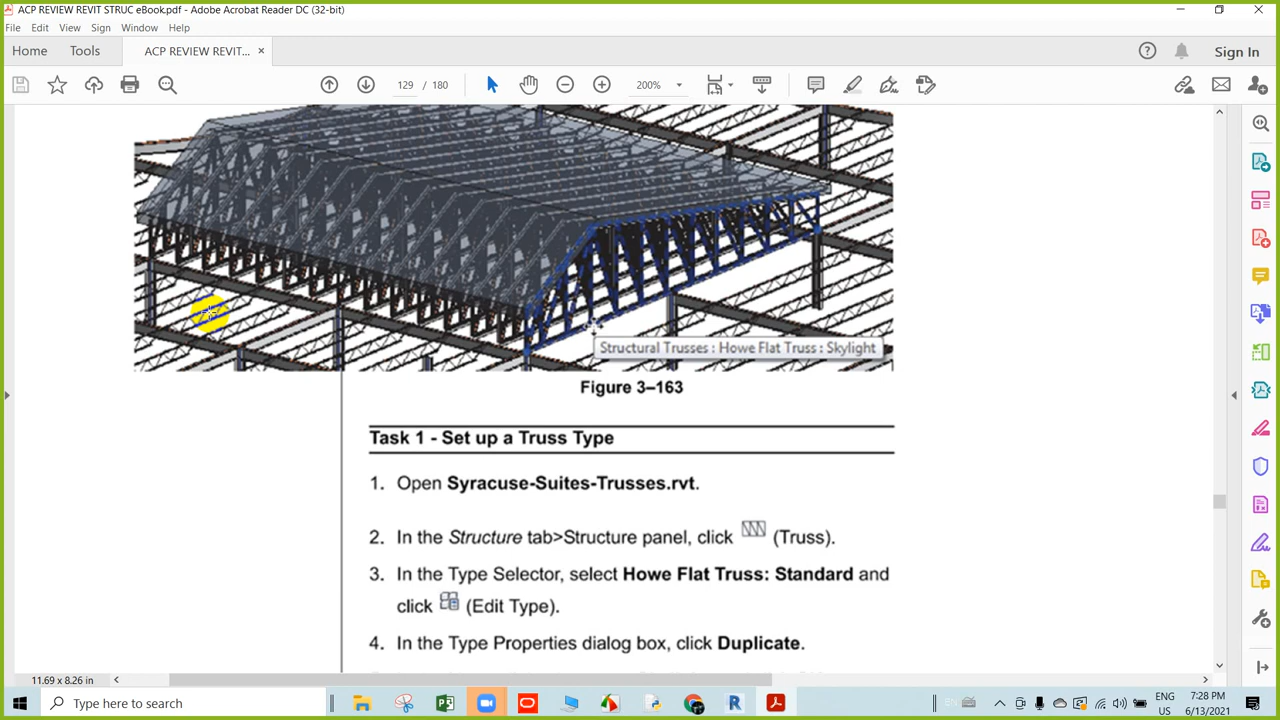 ACP REVIEW REVIT STRUC eBook.pdf - Adobe Acrobat Reader DC (32-bit)
File Edit View Sign Window Help
Home Tools ACP REVIEW REVIT... × Sign In
129 / 180 200%
Structural Trusses : Howe Flat Truss : Skylight
Figure 3–163
Task 1 - Set up a Truss Type
1. Open Syracuse-Suites-Trusses.rvt.
2. In the Structure tab>Structure panel, click (Truss).
3. In the Type Selector, select Howe Flat Truss: Standard and
click (Edit Type).
4. In the Type Properties dialog box, click Duplicate.
11.69 x 8.26 in
Type here to search
ENG 7:28 PM
US 6/13/2021